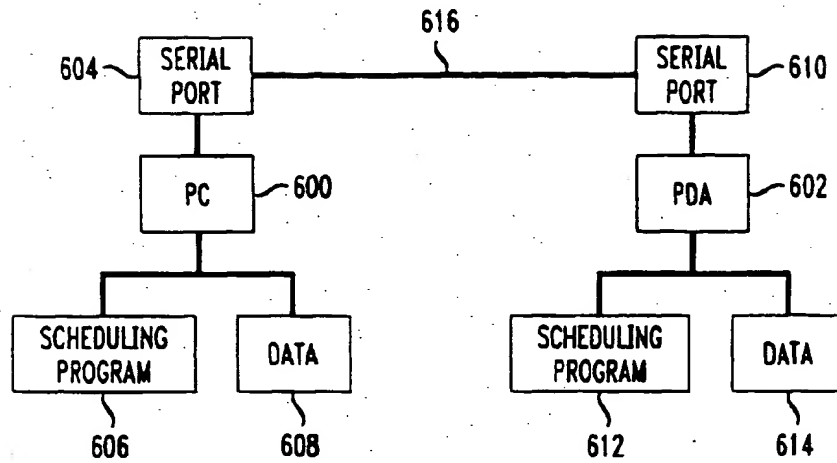 616
604
SERIAL
PORT
SERIAL
PORT
610
PC
600
PDA
602
SCHEDULING
PROGRAM
DATA
SCHEDULING
PROGRAM
DATA
606
608
612
614